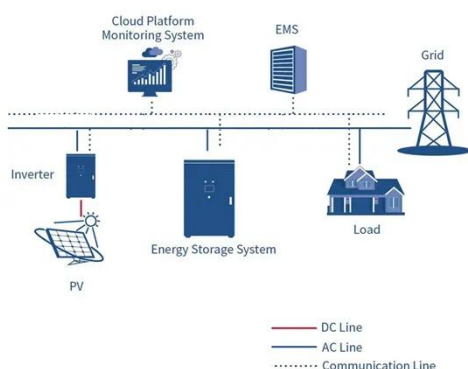 Cloud Platform
Monitoring System
EMS
Grid
Inverter
Energy Storage System
Load
PV
DC Line
AC Line
Communication Line